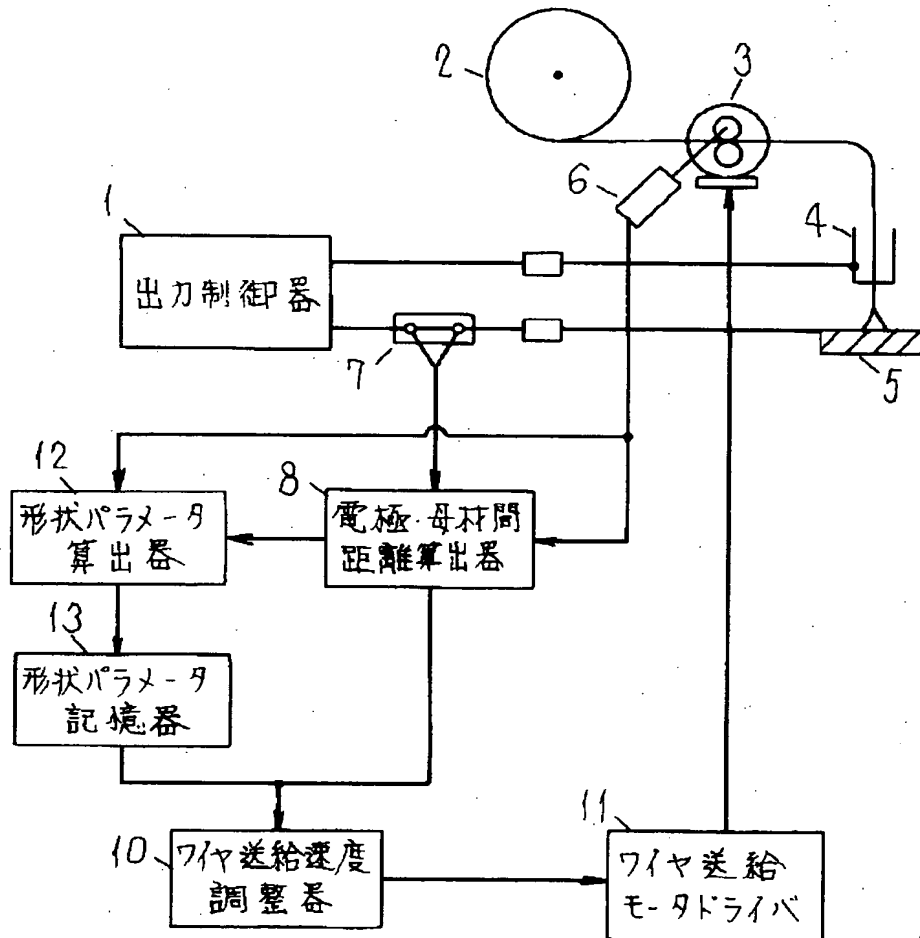 2
3
6
1
4
出力制御器
7
5
12
8
形状パラメータ
算出器
電極・母材間
距離算出器
13
形状パラメータ
記憶器
11
10
ワイヤ送給速度
調整器
ワイヤ送給
モータドライバ